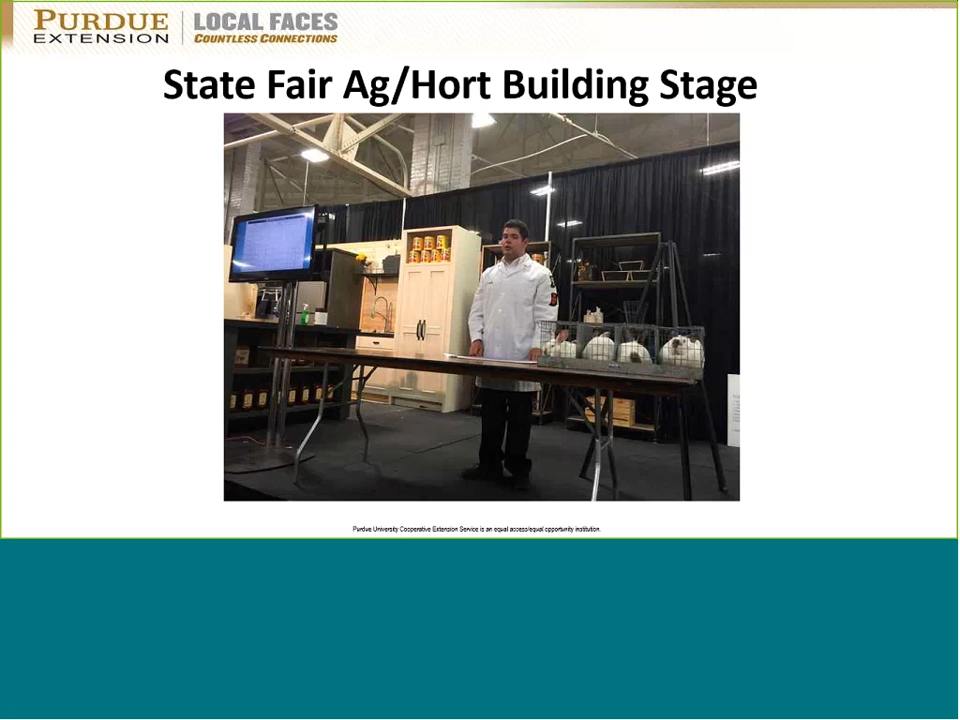 PURDUE
EXTENSION
LOCAL FACES
COUNTLESS CONNECTIONS
State Fair Ag/Hort Building Stage
Purdue University Cooperative Extension Service is an equal access/equal opportunity institution.